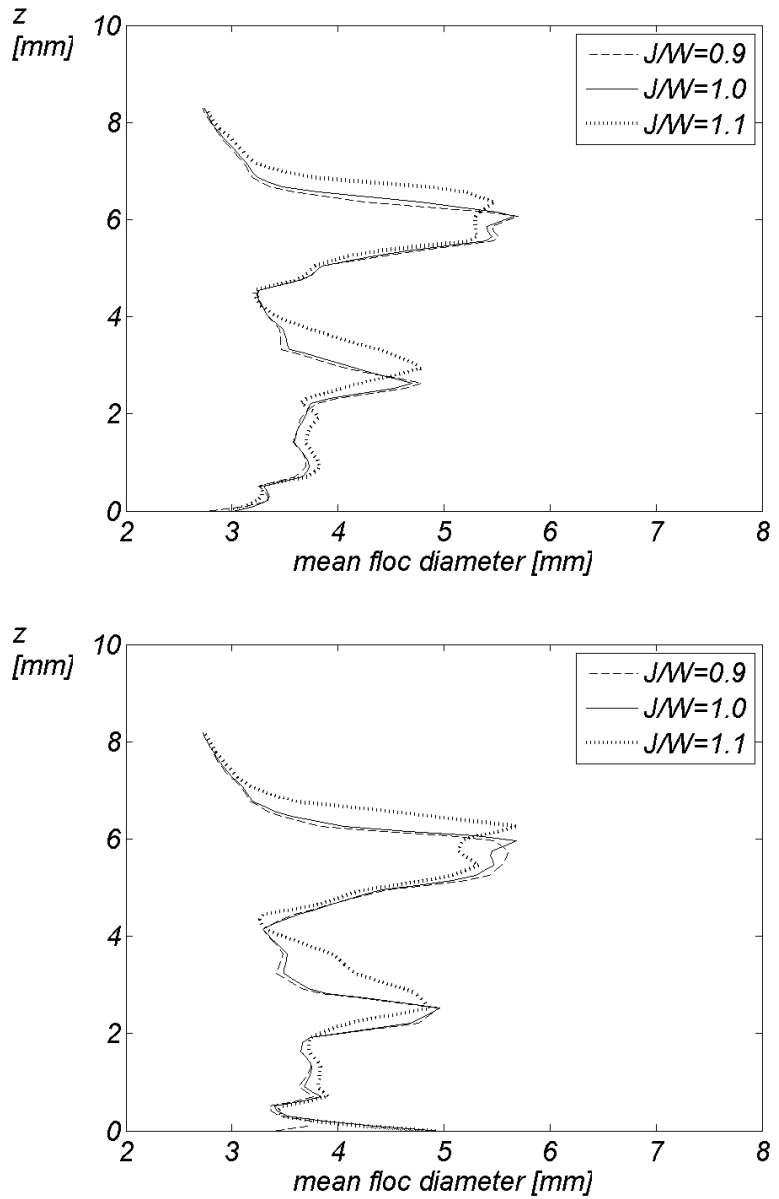 z
[mm]
10
8
6
4
2
0
2 3 4 5 6 7 8
mean floc diameter [mm]
J/W=0.9
J/W=1.0
J/W=1.1
z
[mm]
10
8
6
4
2
0
2 3 4 5 6 7 8
mean floc diameter [mm]
J/W=0.9
J/W=1.0
J/W=1.1